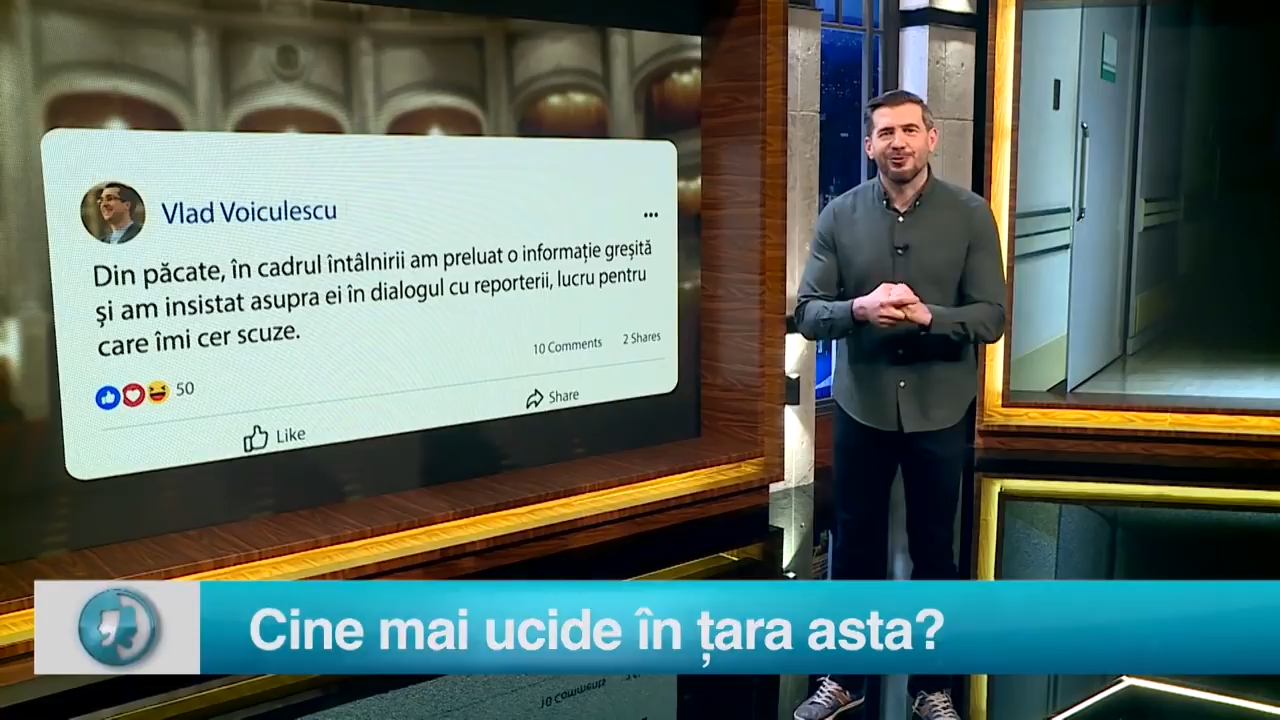 Vlad Voiculescu
Din păcate, în cadrul întâlnirii am preluat o informație greșită
și am insistat asupra ei în dialogul cu reporterii, lucru pentru
care îmi cer scuze.
10 Comments 2 Shares
50
Like Share
Cine mai ucide în țara asta?
10 Comments